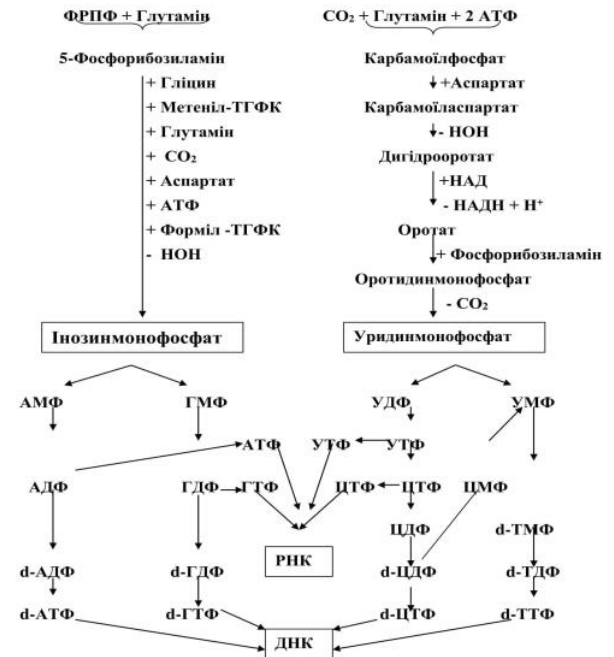 ФРПФ + Глутамін
5-Фосфорибозиламін
+ Гліцин
+ Метеніл-ТГФК
+ Глутамін
+ CO₂
+ Аспартат
+ АТФ
+ Форміл -ТГФК
- НОН
Інозинмонофосфат
CO₂ + Глутамін + 2 АТФ
Карбамоїлфосфат
+Аспартат
Карбамоїласпартат
- НОН
Дигідрооротат
+НАД
- НАДН + Н⁺
Оротат
+ Фосфорибозиламін
Оротидинмонофосфат
- CO₂
Уридинмонофосфат
АМФ ГМФ УДФ УМФ
АТФ УТФ УТФ
АДФ ГДФ ГТФ ЦТФ ЦТФ ЦМФ
ЦДФ d-ТМФ
РНК
d-АДФ d-ГДФ d-ЦДФ d-ТДФ
d-АТФ d-ГТФ d-ЦТФ d-ТТФ
ДНК